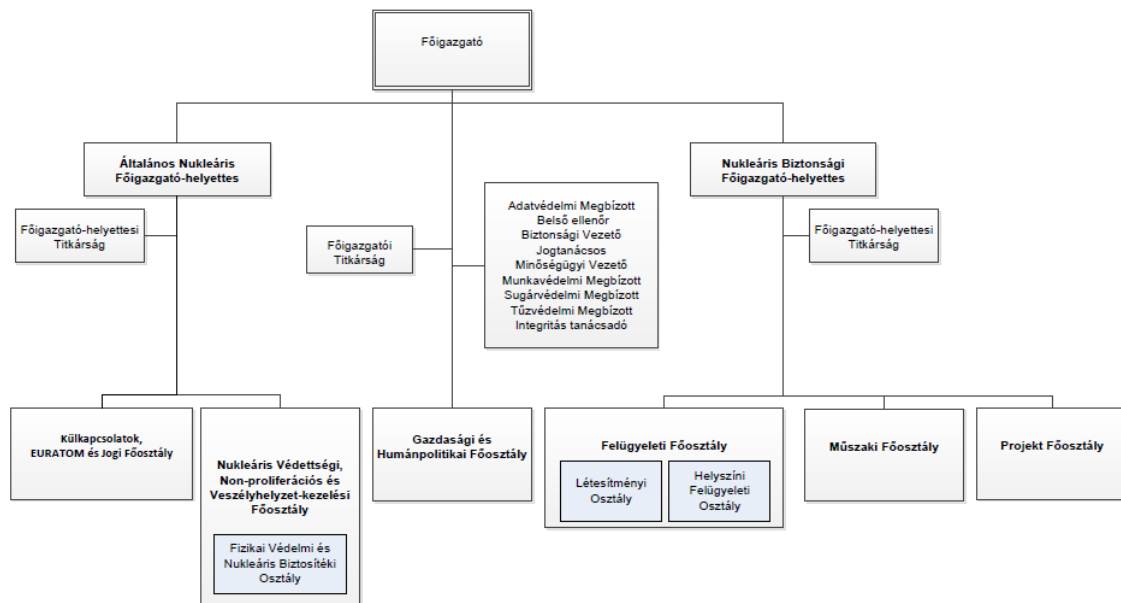 Főigazgató
Általános Nukleáris
Főigazgató-helyettes
Nukleáris Biztonsági
Főigazgató-helyettes
Főigazgató-helyettesi
Titkárság
Főigazgatói
Titkárság
Adatvédelmi Megbízott
Belső ellenőr
Biztonsági Vezető
Jogtanácsos
Minőségügyi Vezető
Munkavédelmi Megbízott
Sugárvédelmi Megbízott
Tűzvédelmi Megbízott
Integritás tanácsadó
Főigazgató-helyettesi
Titkárság
Külkapcsolatok,
EURATOM és Jogi Főosztály
Nukleáris Védettségi,
Non-proliferációs és
Veszélyhelyzet-kezelési
Főosztály
Fizikai Védelmi és
Nukleáris Biztosítéki
Osztály
Gazdasági és
Humánpolitikai Főosztály
Felügyeleti Főosztály
Létesítményi
Osztály
Helyszíni
Felügyeleti
Osztály
Műszaki Főosztály
Projekt Főosztály